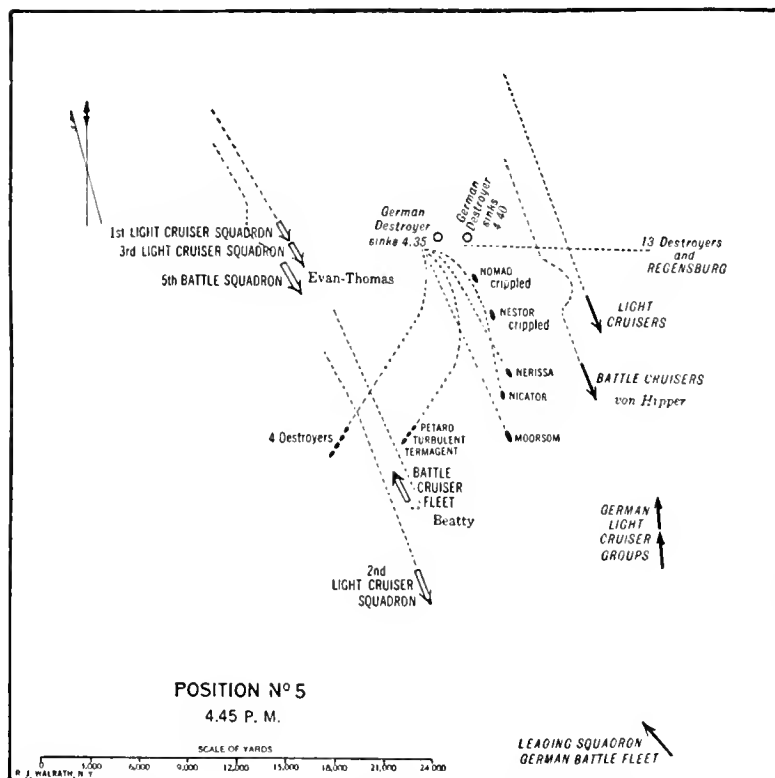 German
Destroyer
sinks 4.35
German
Destroyer
sinks
4 40
1st LIGHT CRUISER SQUADRON
3rd LIGHT CRUISER SQUADRON
5th BATTLE SQUADRON
Evan-Thomas
13 Destroyers
and
REGENSBURG
NOMAD
crippled
NESTOR
crippled
LIGHT
CRUISERS
NERISSA
NICATOR
BATTLE CRUISERS
von Hipper
4 Destroyers
PETARD
TURBULENT
TERMAGENT
MOORSOM
BATTLE
CRUISER
FLEET
Beatty
GERMAN
LIGHT
CRUISER
GROUPS
2nd
LIGHT CRUISER
SQUADRON
POSITION Nº 5
4.45 P. M.
SCALE OF YARDS
0 3,000 6,000 9,000 12,000 15,000 18,000 21,000 24,000
R. J. WALRATH, N. Y.
LEADING SQUADRON
GERMAN BATTLE FLEET